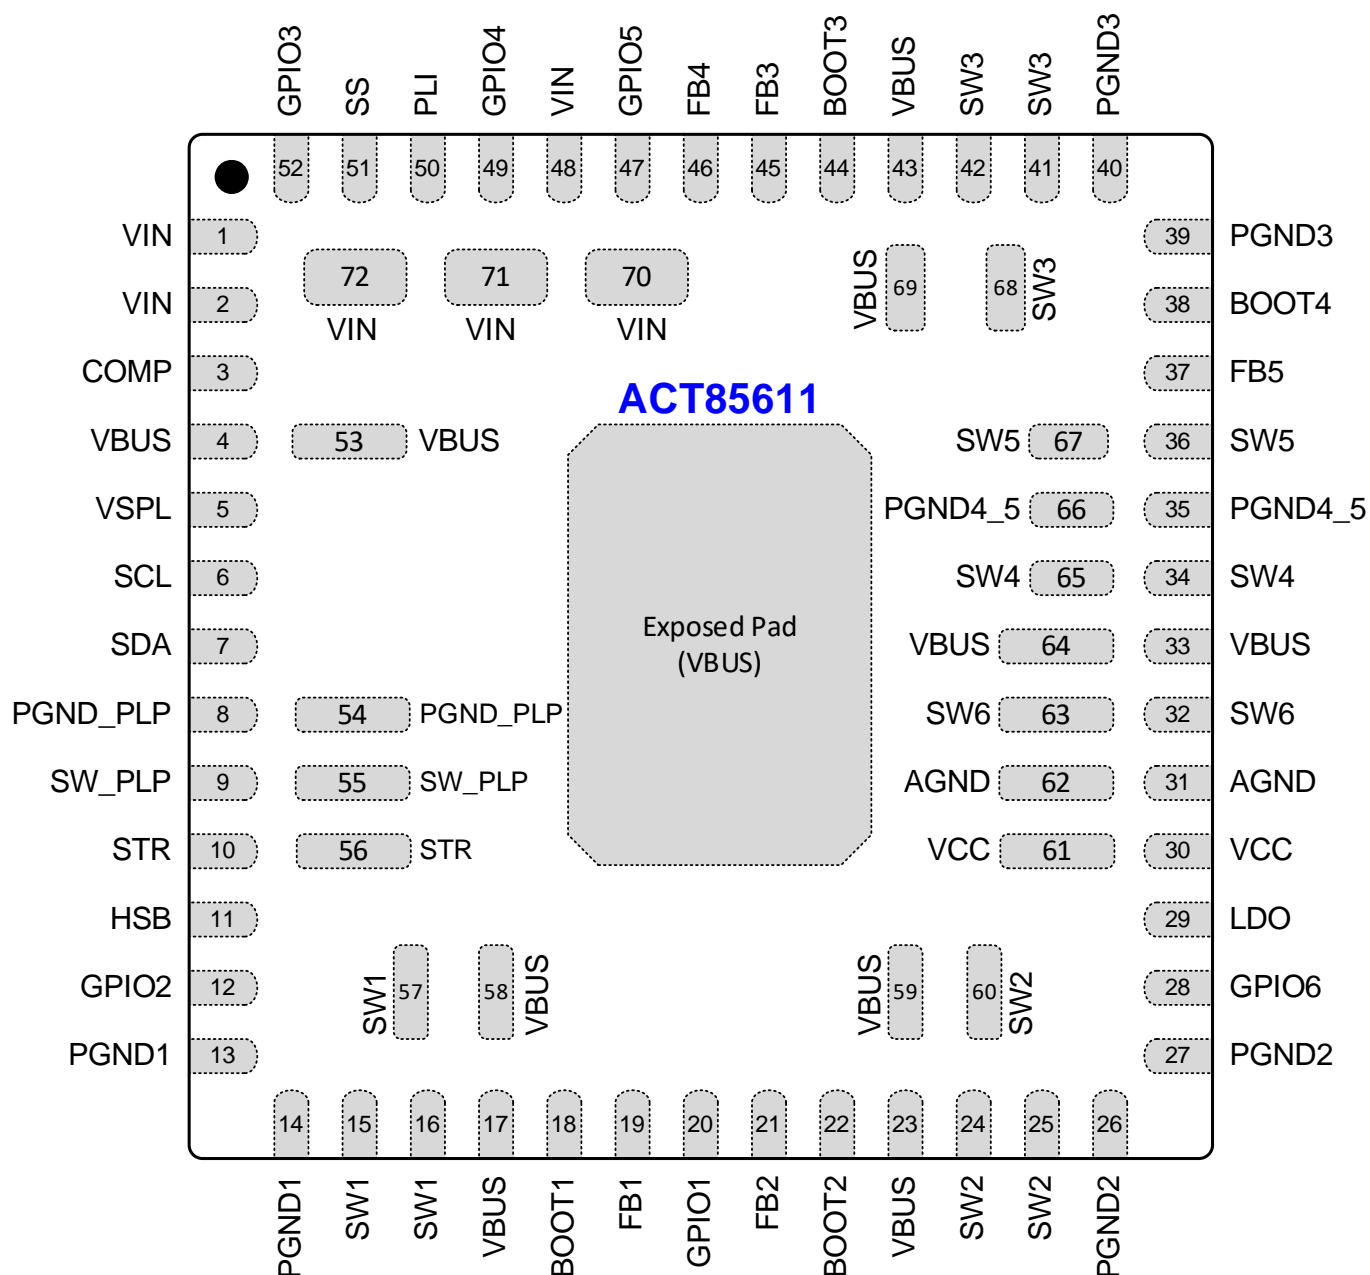 GPIO3 SS PLI GPIO4 VIN GPIO5 FB4 FB3 BOOT3 VBUS SW3 SW3 PGND3
52 51 50 49 48 47 46 45 44 43 42 41 40
VIN 1 39 PGND3
72 71 70 VBUS 69 68 SW3
VIN 2 38 BOOT4
VIN VIN VIN
COMP 3 37 FB5
ACT85611
VBUS 4 53 VBUS SW5 67 36 SW5
VSPL 5 PGND4_5 66 35 PGND4_5
SCL 6 SW4 65 34 SW4
Exposed Pad
SDA 7 VBUS 64 33 VBUS
(VBUS)
PGND_PLP 8 54 PGND_PLP SW6 63 32 SW6
SW_PLP 9 55 SW_PLP AGND 62 31 AGND
STR 10 56 STR VCC 61 30 VCC
HSB 11 29 LDO
GPIO2 12 SW1 57 58 VBUS VBUS 59 60 SW2 28 GPIO6
PGND1 13 27 PGND2
14 15 16 17 18 19 20 21 22 23 24 25 26
PGND1 SW1 SW1 VBUS BOOT1 FB1 GPIO1 FB2 BOOT2 VBUS SW2 SW2 PGND2